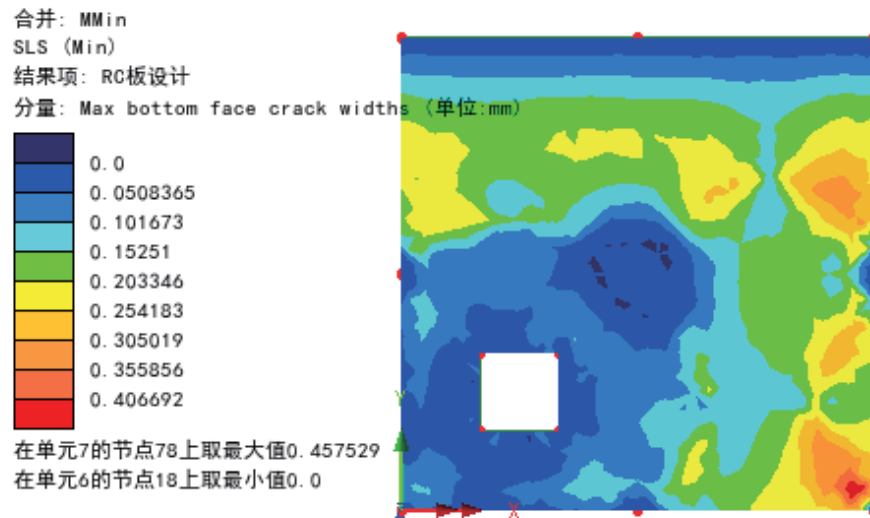 合并: MMin
SLS (Min)
结果项: RC板设计
分量: Max bottom face crack widths (单位:mm)
0.0
0.0508365
0.101673
0.15251
0.203346
0.254183
0.305019
0.355856
0.406692
在单元7的节点78上取最大值0.457529
在单元6的节点18上取最小值0.0
Y
X